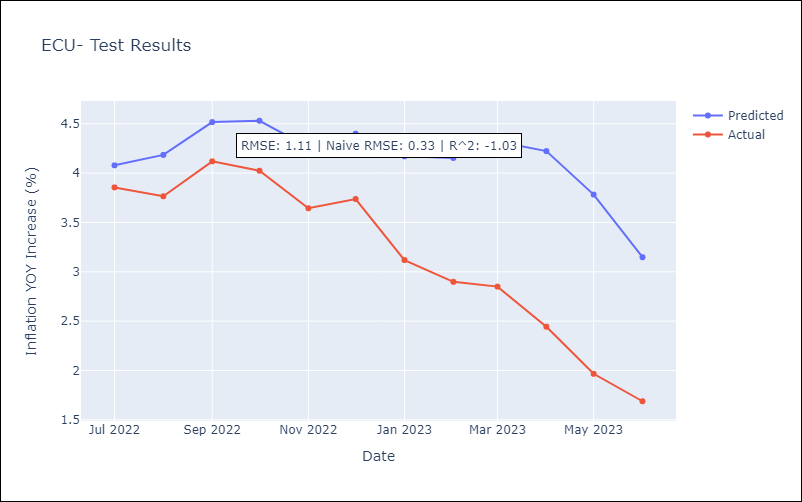 ECU- Test Results
Predicted
Actual
RMSE: 1.11 | Naive RMSE: 0.33 | R^2: -1.03
Inflation YOY Increase (%)
4.5
4
3.5
3
2.5
2
1.5
Jul 2022 Sep 2022 Nov 2022 Jan 2023 Mar 2023 May 2023
Date